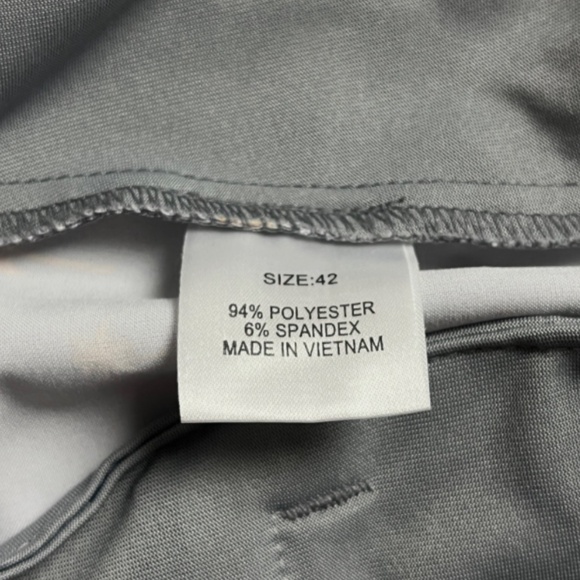 SIZE:42
94% POLYESTER
6% SPANDEX
MADE IN VIETNAM